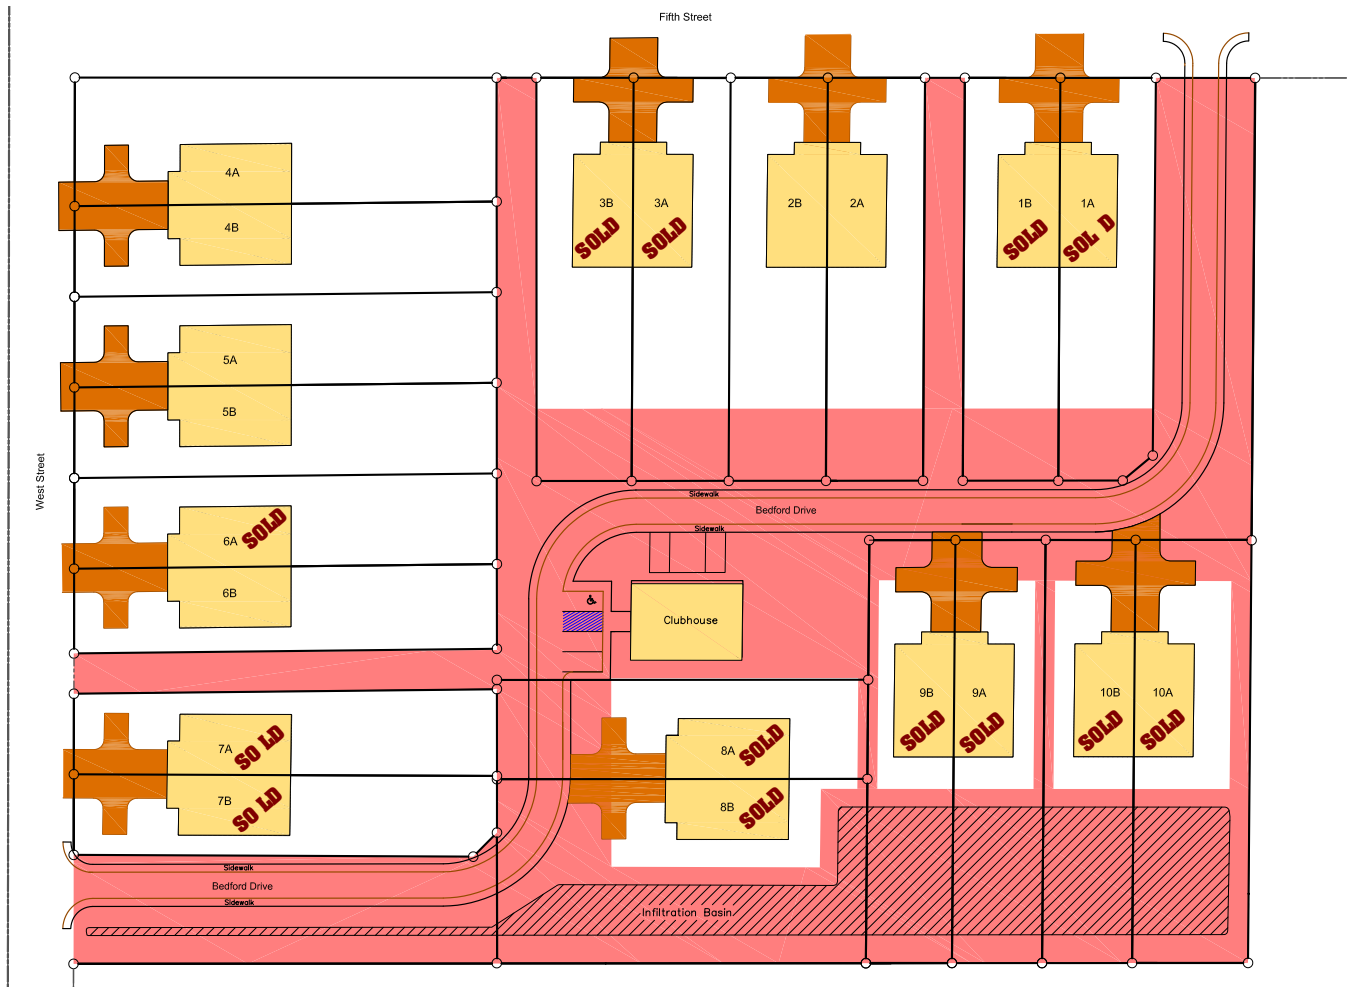 Fifth Street
4A
4B
3B
3A
SOLD
SOLD
2B
2A
1B
1A
SOLD
SOL D
5A
5B
West Street
Sidewalk
Bedford Drive
Sidewalk
6A
SOLD
6B
Clubhouse
9B
9A
SOLD
SOLD
10B
10A
SOLD
SOLD
7A
SO LD
7B
SO LD
8A
SOLD
8B
SOLD
Sidewalk
Bedford Drive
Sidewalk
Infiltration Basin